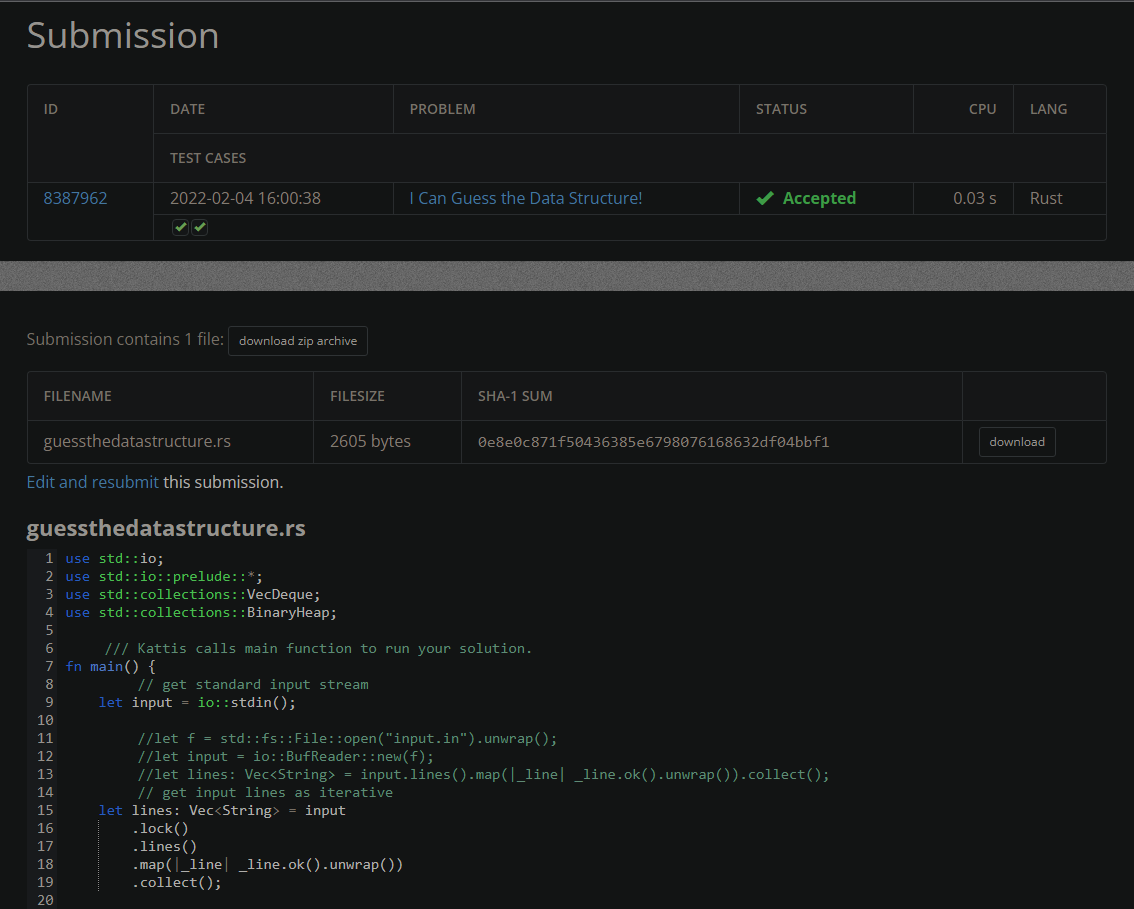 Submission
ID DATE PROBLEM STATUS CPU LANG
TEST CASES
8387962 2022-02-04 16:00:38 I Can Guess the Data Structure! Accepted 0.03 s Rust
Submission contains 1 file: download zip archive
FILENAME FILESIZE SHA-1 SUM
guessthedatastructure.rs 2605 bytes 0e8e0c871f50436385e6798076168632df04bbf1 download
Edit and resubmit this submission.
guessthedatastructure.rs
1 use std::io;
2 use std::io::prelude::*;
3 use std::collections::VecDeque;
4 use std::collections::BinaryHeap;
5
6 /// Kattis calls main function to run your solution.
7 fn main() {
8 // get standard input stream
9 let input = io::stdin();
10
11 //let f = std::fs::File::open("input.in").unwrap();
12 //let input = io::BufReader::new(f);
13 //let lines: Vec<String> = input.lines().map(|_line| _line.ok().unwrap()).collect();
14 // get input lines as iterative
15 let lines: Vec<String> = input
16 .lock()
17 .lines()
18 .map(|_line| _line.ok().unwrap())
19 .collect();
20